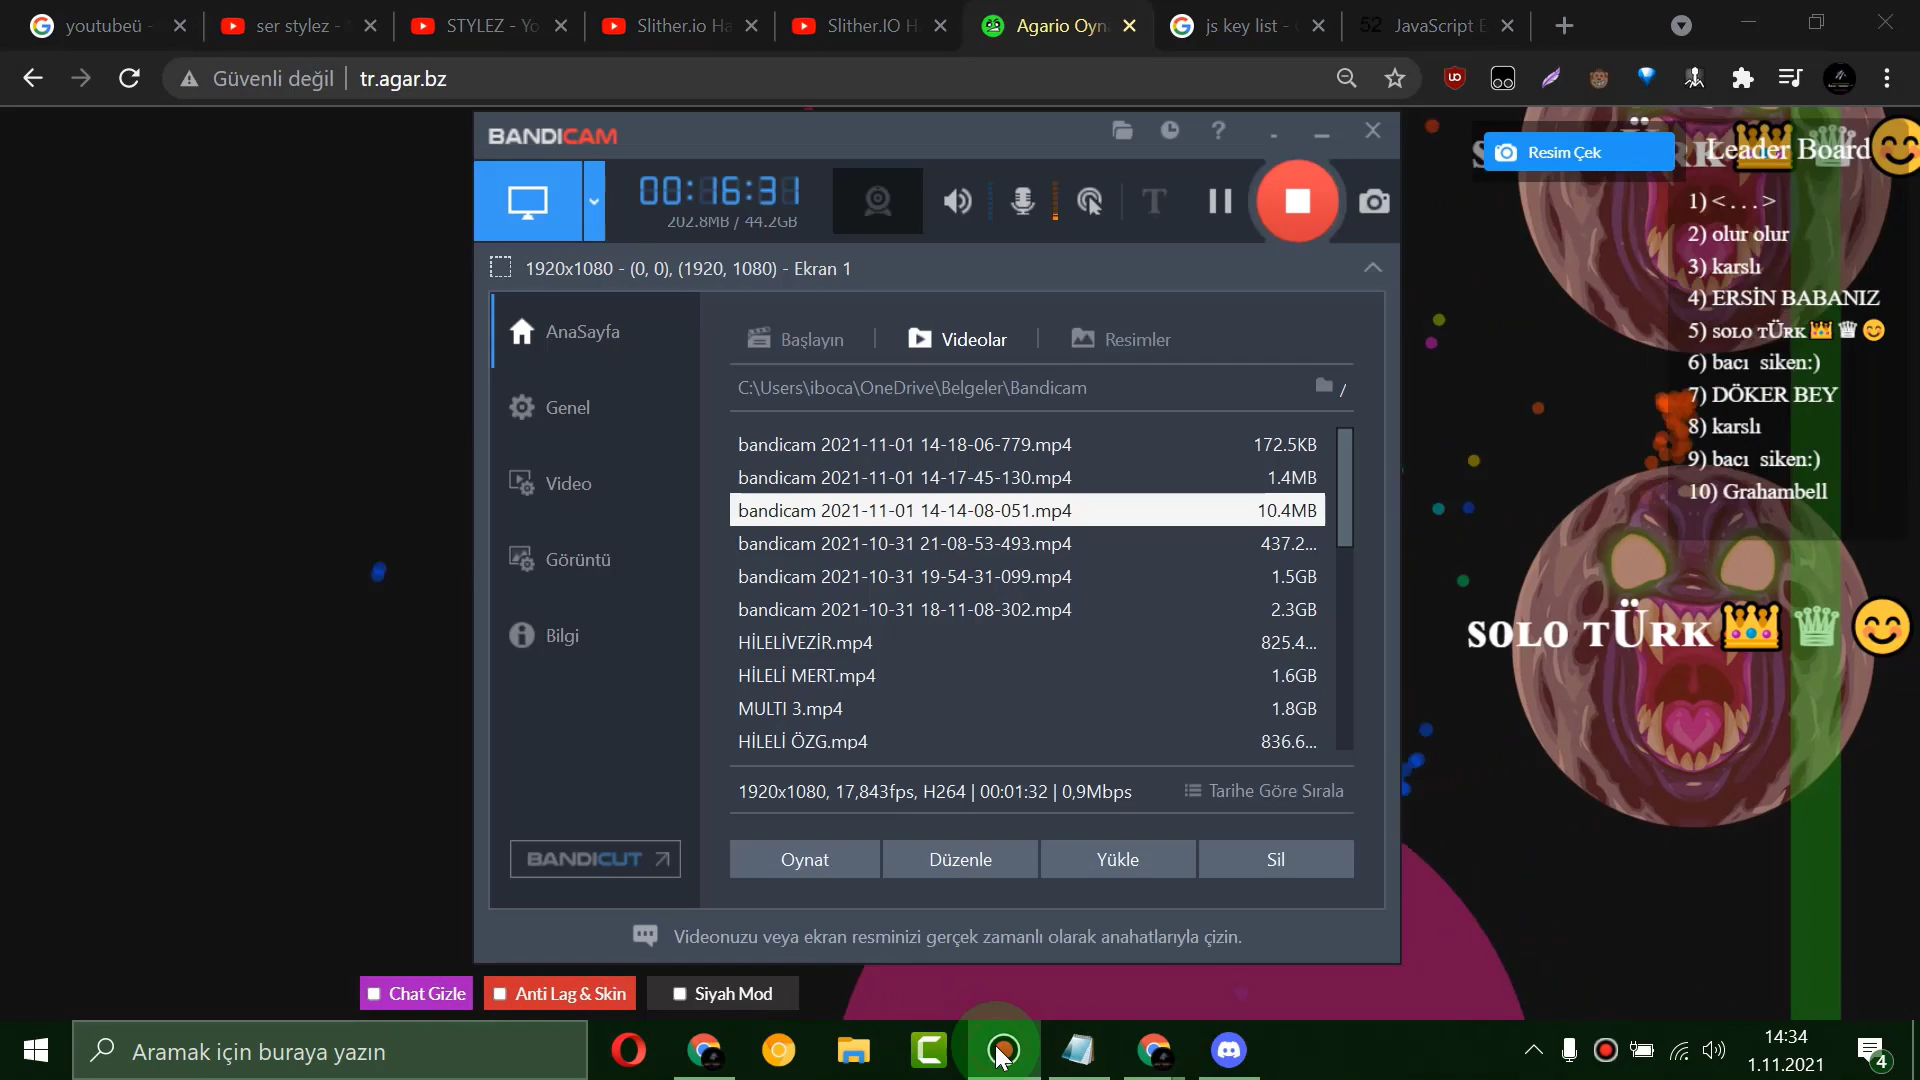 youtubeü -
ser stylez -
STYLEZ - Yo
Slither.io Ha
Slither.IO H
Agario Oyn
js key list -
52 JavaScript E
Güvenli değil
tr.agar.bz
BANDICAM
00:16:31
202.8MB / 44.2GB
Resim Çek
Leader Board😊
1) < . . . >
2) olur olur
3) karslı
4) ERSİN BABANIZ
5) SOLO TÜRK👑♛😊
6) bacı siken:)
7) DÖKER BEY
8) karslı
9) bacı siken:)
10) Grahambell
1920x1080 - (0, 0), (1920, 1080) - Ekran 1
AnaSayfa
Genel
Video
Görüntü
Bilgi
BANDICUT
Başlayın
Videolar
Resimler
C:\Users\iboca\OneDrive\Belgeler\Bandicam
/
bandicam 2021-11-01 14-18-06-779.mp4 172.5KB
bandicam 2021-11-01 14-17-45-130.mp4 1.4MB
bandicam 2021-11-01 14-14-08-051.mp4 10.4MB
bandicam 2021-10-31 21-08-53-493.mp4 437.2...
bandicam 2021-10-31 19-54-31-099.mp4 1.5GB
bandicam 2021-10-31 18-11-08-302.mp4 2.3GB
HİLELİVEZİR.mp4 825.4...
HİLELİ MERT.mp4 1.6GB
MULTI 3.mp4 1.8GB
HİLELİ ÖZG.mp4 836.6...
1920x1080, 17,843fps, H264 | 00:01:32 | 0,9Mbps
Tarihe Göre Sırala
Oynat
Düzenle
Yükle
Sil
Videonuzu veya ekran resminizi gerçek zamanlı olarak anahatlarıyla çizin.
SOLO TÜRK👑♛😊
Chat Gizle
Anti Lag & Skin
Siyah Mod
Aramak için buraya yazın
14:34
1.11.2021
4